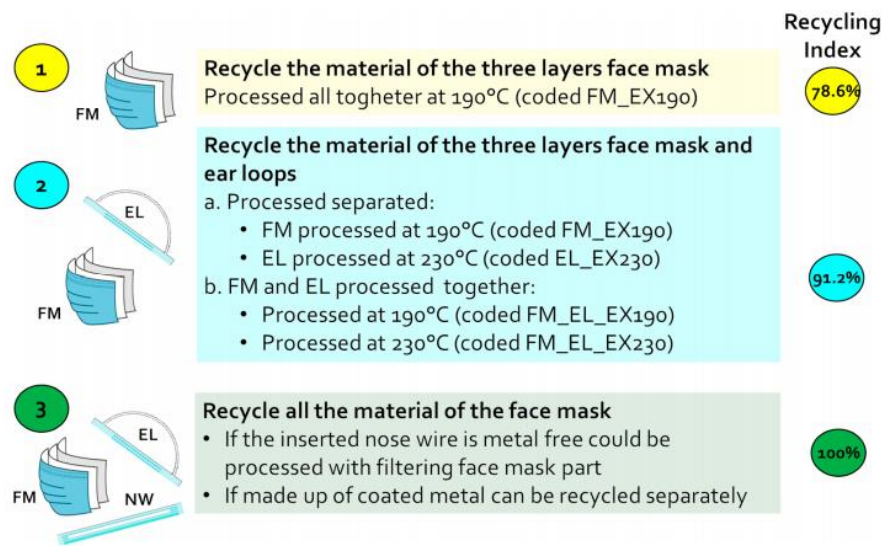 Recycling
Index
1
FM
Recycle the material of the three layers face mask
Processed all togheter at 190°C (coded FM_EX190)
78.6%
2
EL
FM
Recycle the material of the three layers face mask and
ear loops
a. Processed separated:
• FM processed at 190°C (coded FM_EX190)
• EL processed at 230°C (coded EL_EX230)
b. FM and EL processed together:
• Processed at 190°C (coded FM_EL_EX190)
• Processed at 230°C (coded FM_EL_EX230)
91.2%
3
EL
FM
NW
Recycle all the material of the face mask
• If the inserted nose wire is metal free could be
processed with filtering face mask part
• If made up of coated metal can be recycled separately
100%